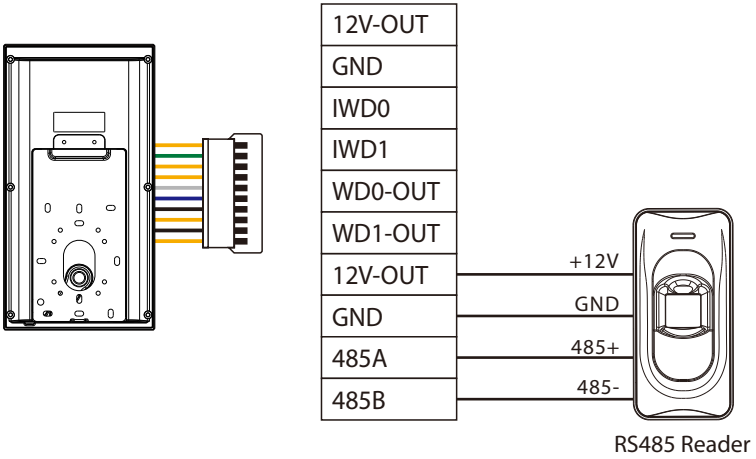 12V-OUT
GND
IWD0
IWD1
WD0-OUT
WD1-OUT
12V-OUT
+12V
GND
GND
485A
485+
485B
485-
RS485 Reader